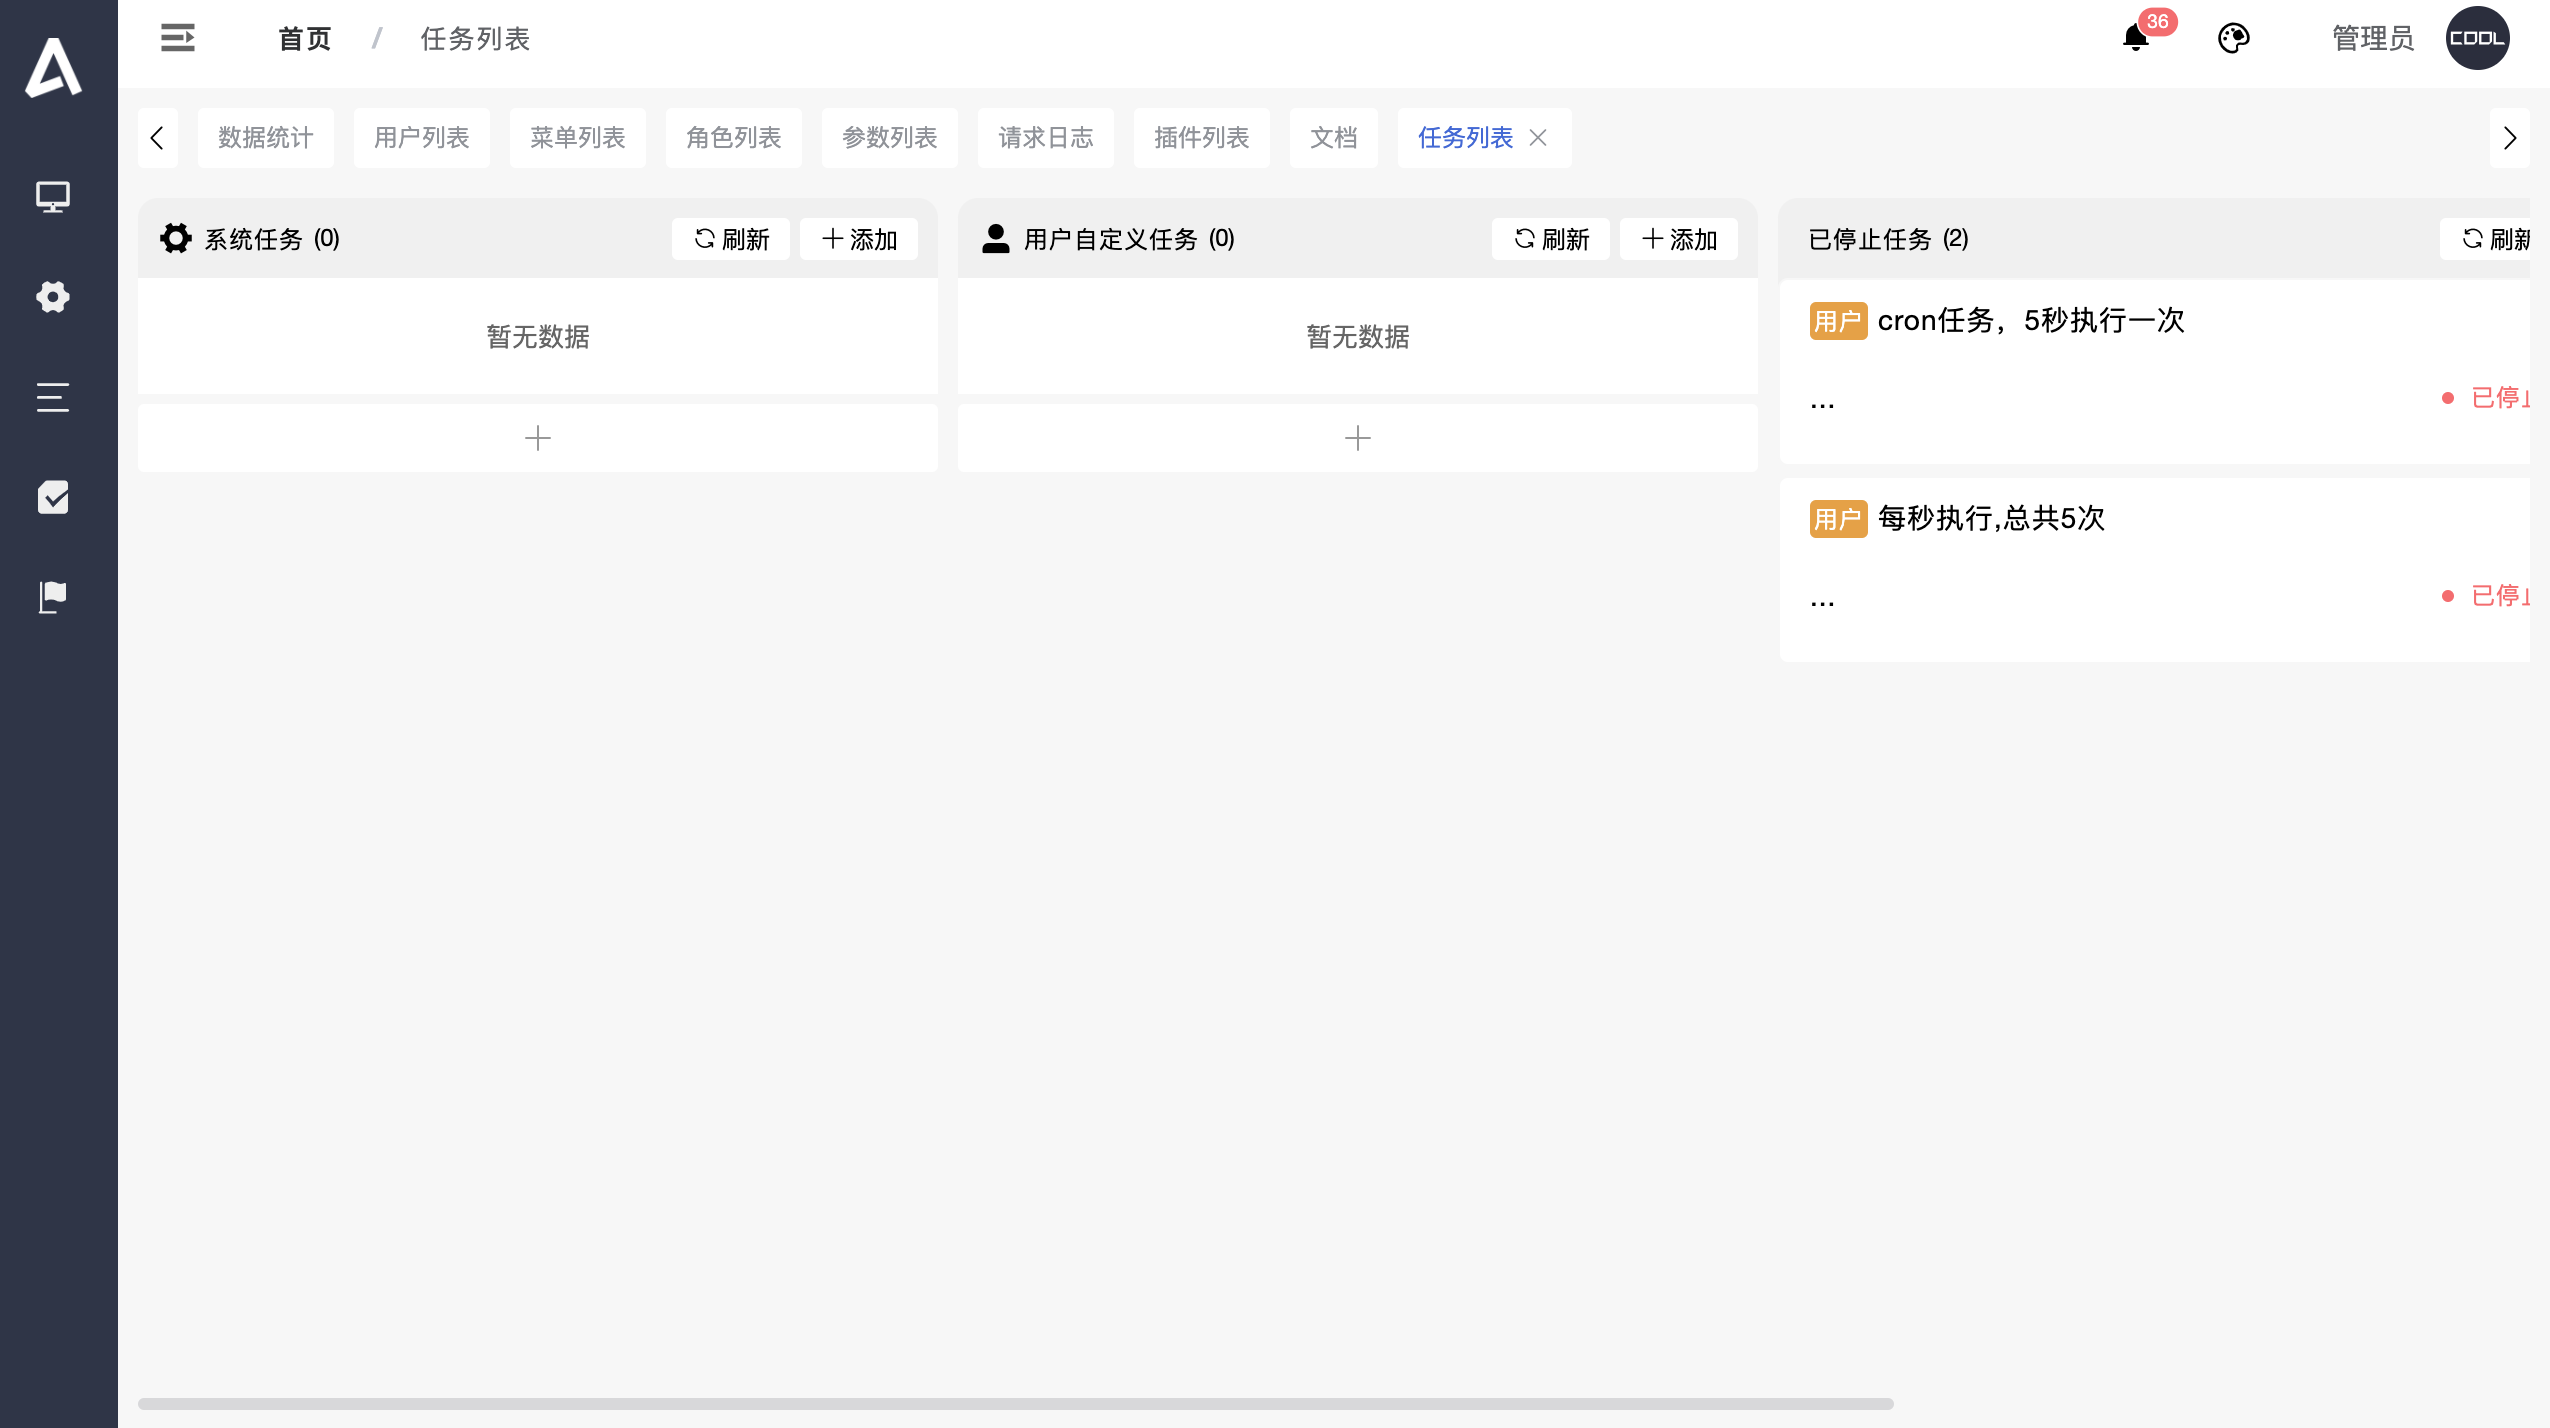 首页 / 任务列表
36
管理员
COOL
数据统计 用户列表 菜单列表 角色列表 参数列表 请求日志 插件列表 文档 任务列表
系统任务 (0) 刷新 添加
暂无数据
用户自定义任务 (0) 刷新 添加
暂无数据
已停止任务 (2) 刷新
用户 cron任务，5秒执行一次
... 已停止
用户 每秒执行,总共5次
... 已停止